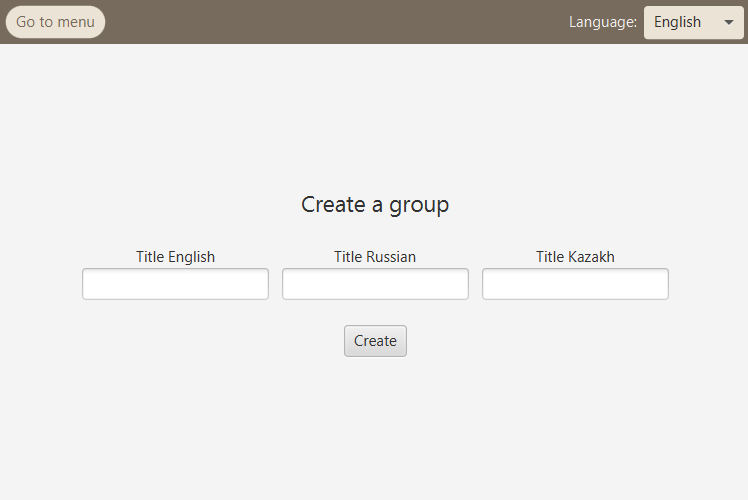 Go to menu
Language: English
Create a group
Title English Title Russian Title Kazakh
Create